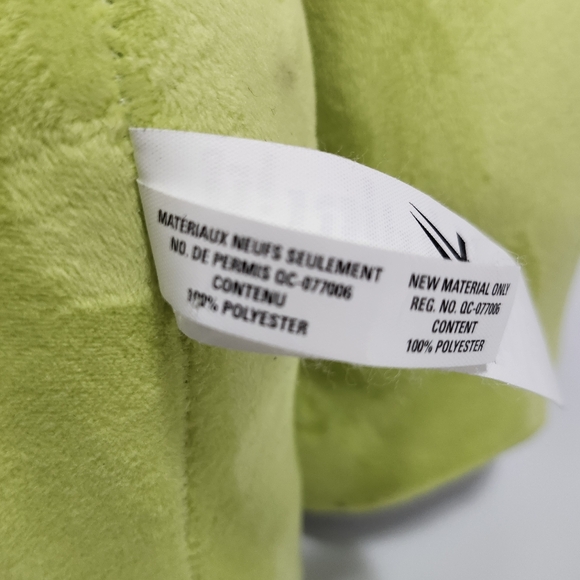 MATÉRIAUX NEUFS SEULEMENT
NO. DE PERMIS QC-077006
CONTENU
100% POLYESTER
NEW MATERIAL ONLY
REG. NO. QC-077006
CONTENT
100% POLYESTER